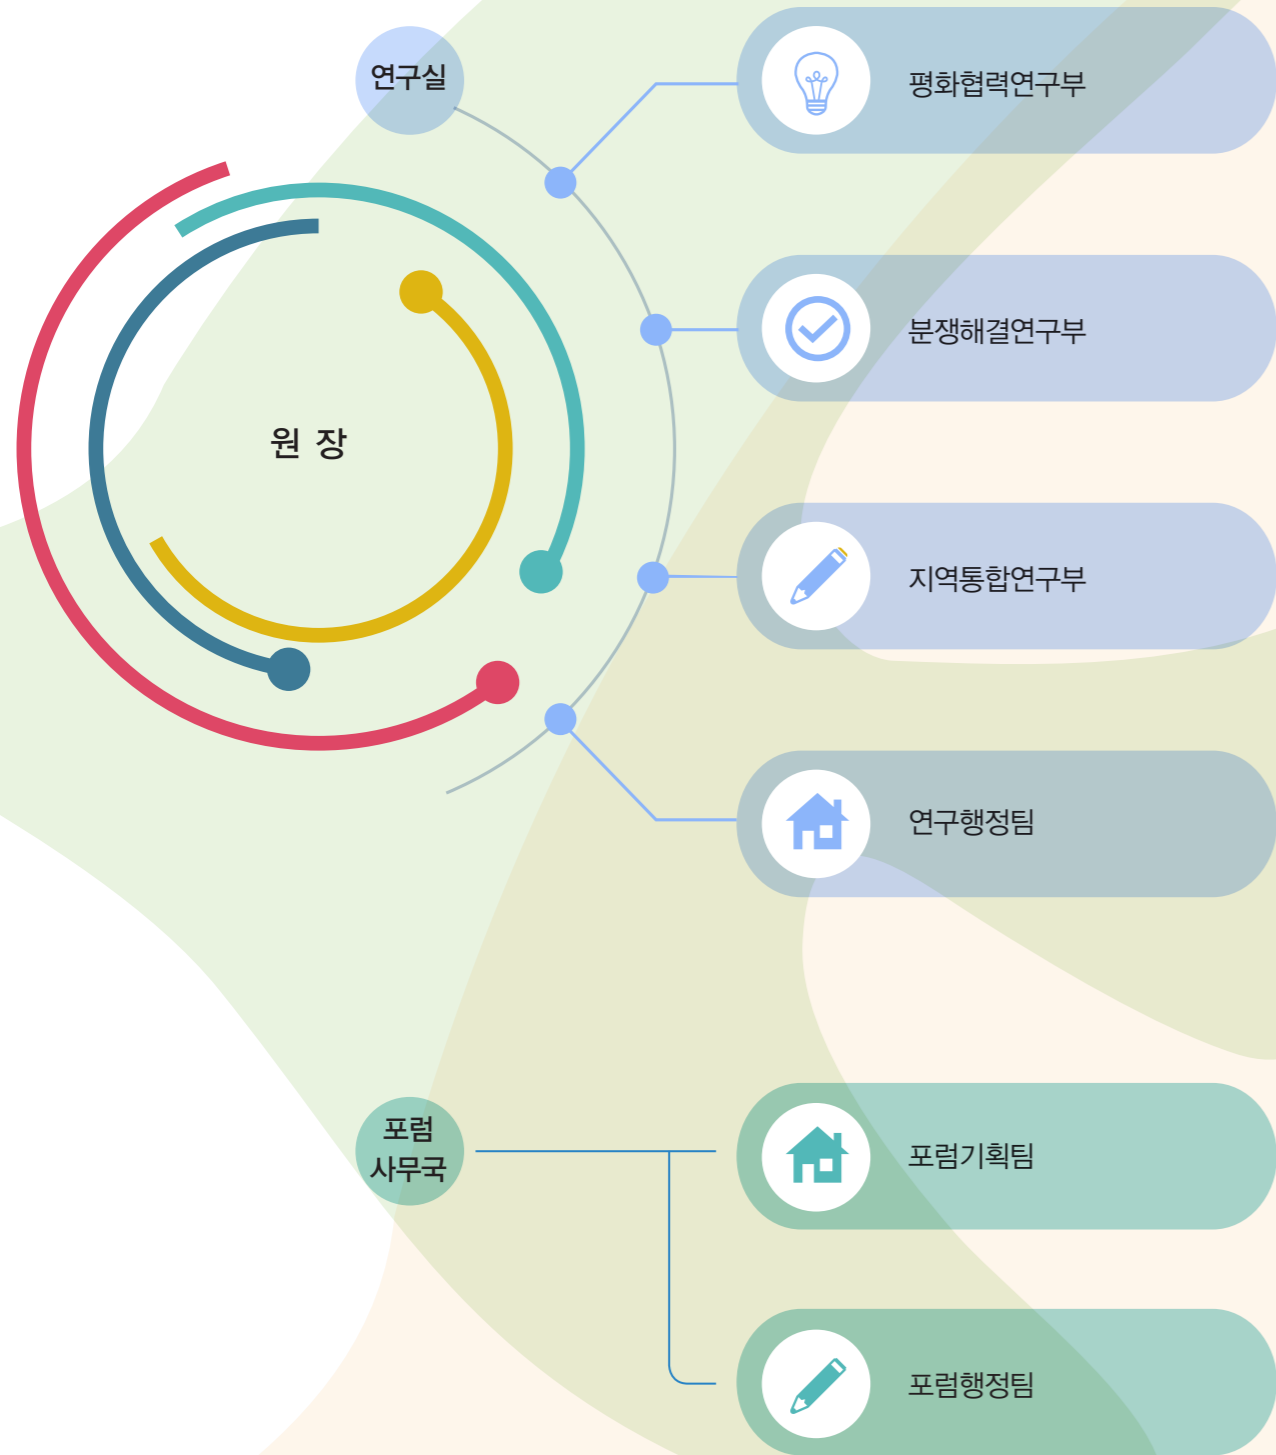 연구실
평화협력연구부
분쟁해결연구부
원 장
지역통합연구부
연구행정팀
포럼
사무국
포럼기획팀
포럼행정팀